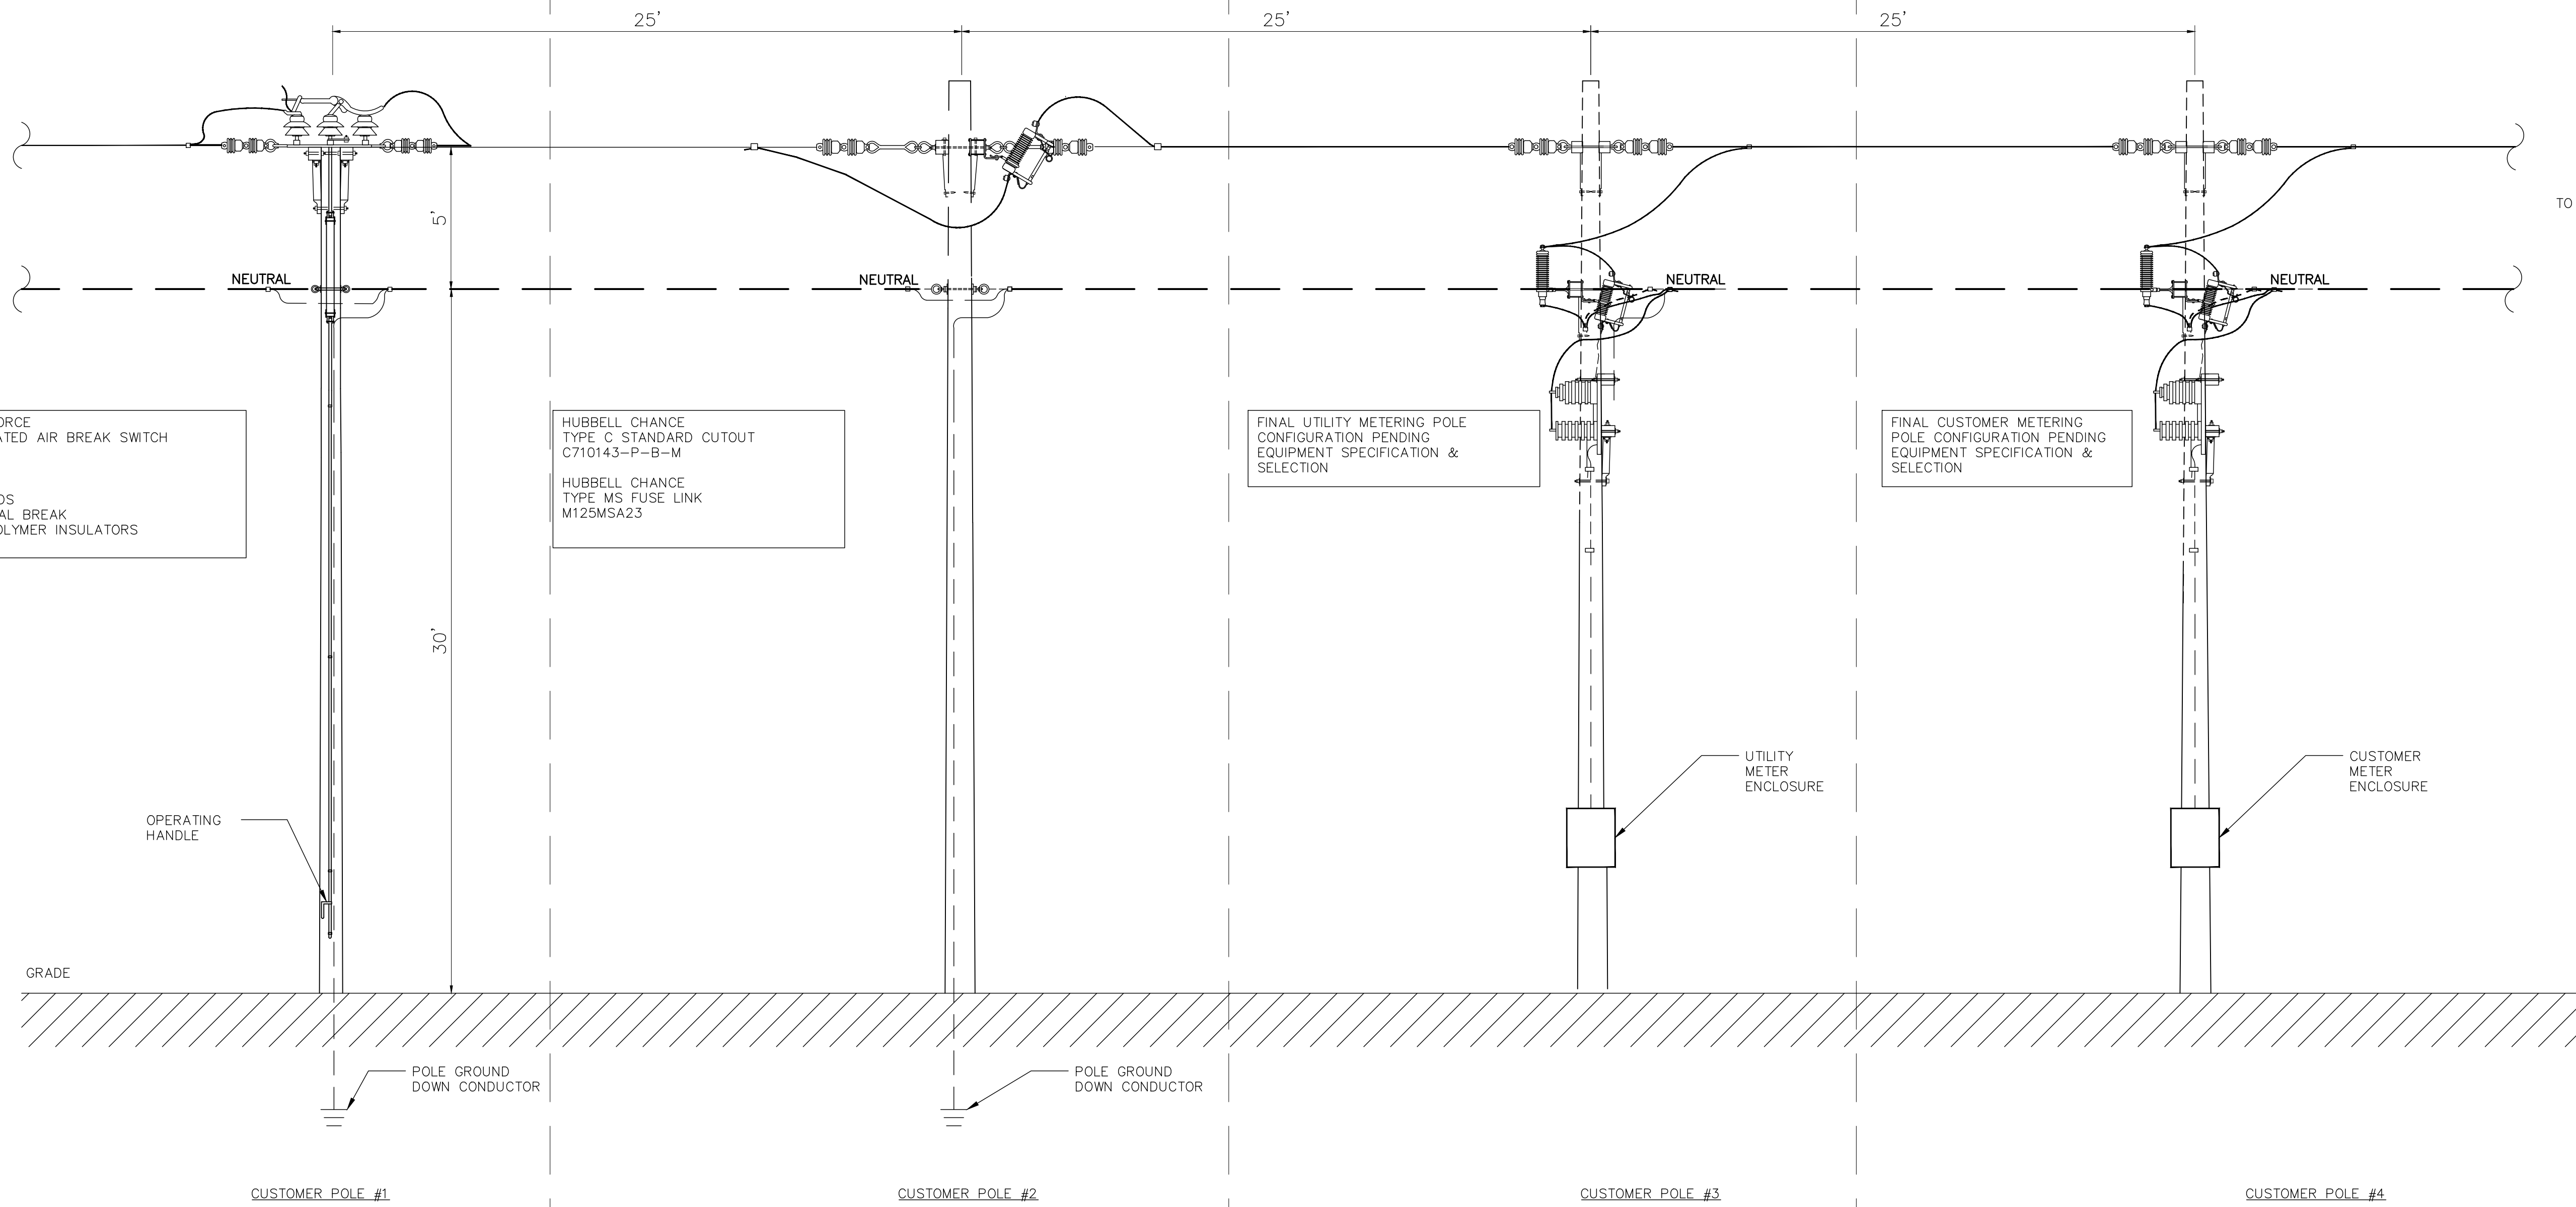 25'
25'
25'
5'
TO
NEUTRAL
NEUTRAL
NEUTRAL
NEUTRAL
ORCE
ATED AIR BREAK SWITCH
DS
AL BREAK
OLYMER INSULATORS
HUBBELL CHANCE
TYPE C STANDARD CUTOUT
C710143-P-B-M
HUBBELL CHANCE
TYPE MS FUSE LINK
M125MSA23
FINAL UTILITY METERING POLE
CONFIGURATION PENDING
EQUIPMENT SPECIFICATION &
SELECTION
FINAL CUSTOMER METERING
POLE CONFIGURATION PENDING
EQUIPMENT SPECIFICATION &
SELECTION
30'
OPERATING
HANDLE
UTILITY
METER
ENCLOSURE
CUSTOMER
METER
ENCLOSURE
GRADE
POLE GROUND
DOWN CONDUCTOR
POLE GROUND
DOWN CONDUCTOR
CUSTOMER POLE #1
CUSTOMER POLE #2
CUSTOMER POLE #3
CUSTOMER POLE #4